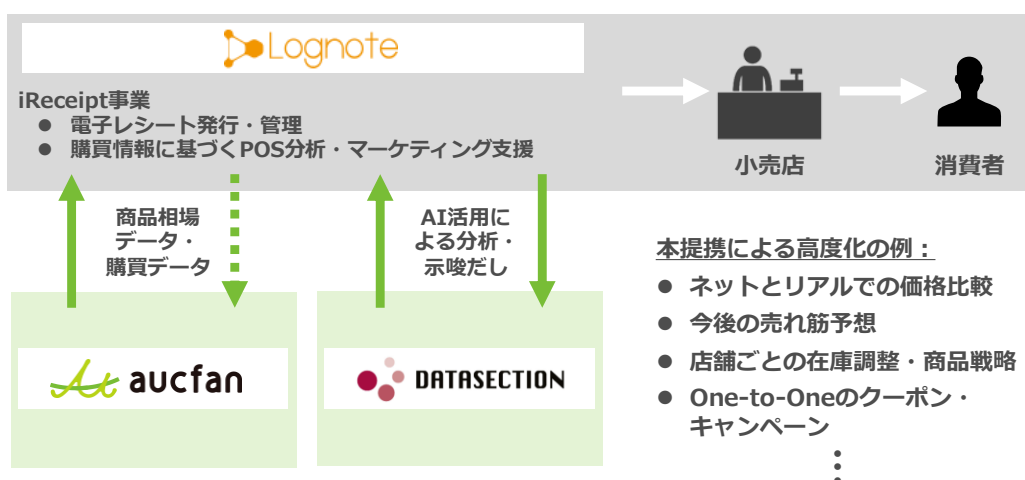 Lognote
iReceipt事業
● 電子レシート発行・管理
● 購買情報に基づくPOS分析・マーケティング支援
小売店
消費者
商品相場
データ・
購買データ
AI活用に
よる分析・
示唆だし
aucfan
DATASECTION
本提携による高度化の例：
● ネットとリアルでの価格比較
● 今後の売れ筋予想
● 店舗ごとの在庫調整・商品戦略
● One-to-Oneのクーポン・
キャンペーン
⋮